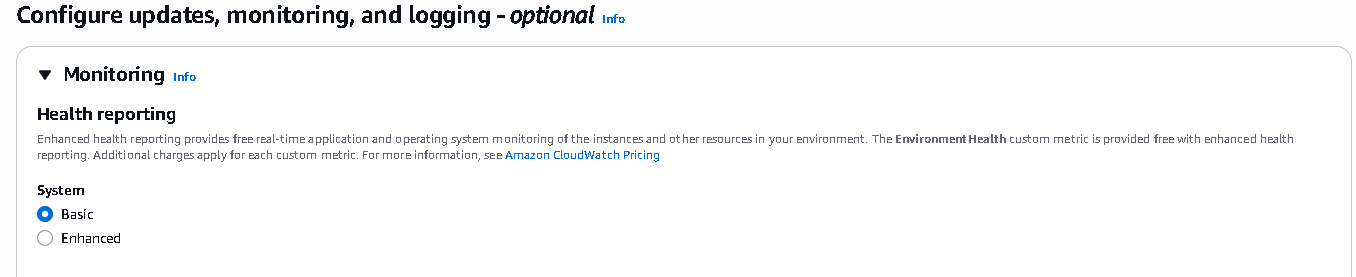 Configure updates, monitoring, and logging - optional Info
Monitoring Info
Health reporting
Enhanced health reporting provides free real-time application and operating system monitoring of the instances and other resources in your environment. The EnvironmentHealth custom metric is provided free with enhanced health
reporting. Additional charges apply for each custom metric. For more information, see Amazon CloudWatch Pricing
System
Basic
Enhanced